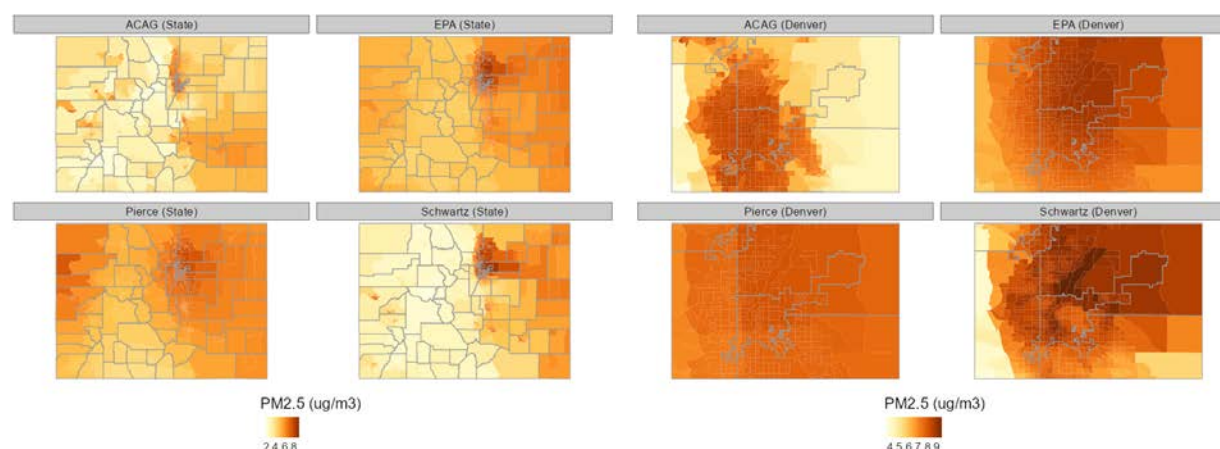 ACAG (State) EPA (State) ACAG (Denver) EPA (Denver)
Pierce (State) Schwartz (State) Pierce (Denver) Schwartz (Denver)
PM2.5 (ug/m3) PM2.5 (ug/m3)
2 4 6 8 4 5 6 7 8 9